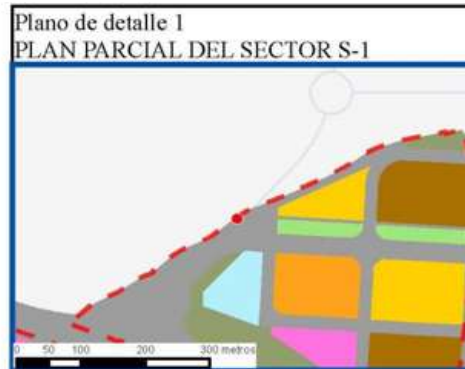 Plano de detalle 1
PLAN PARCIAL DEL SECTOR S-1
0 50 100 200 300 metros